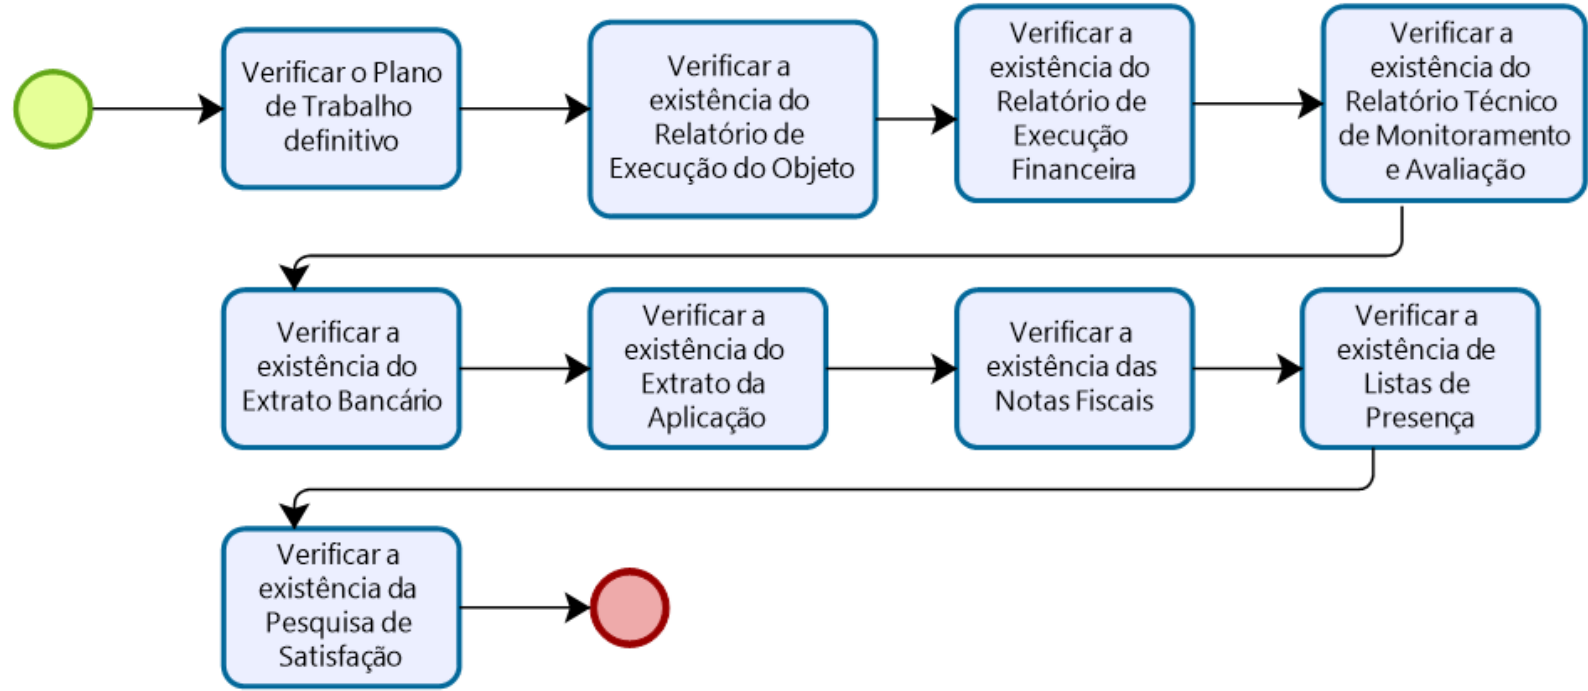 Verificar o Plano
de Trabalho
definitivo
Verificar a
existência do
Relatório de
Execução do Objeto
Verificar a
existência do
Relatório de
Execução
Financeira
Verificar a
existência do
Relatório Técnico
de Monitoramento
e Avaliação
Verificar a
existência do
Extrato Bancário
Verificar a
existência do
Extrato da
Aplicação
Verificar a
existência das
Notas Fiscais
Verificar a
existência de
Listas de
Presença
Verificar a
existência da
Pesquisa de
Satisfação